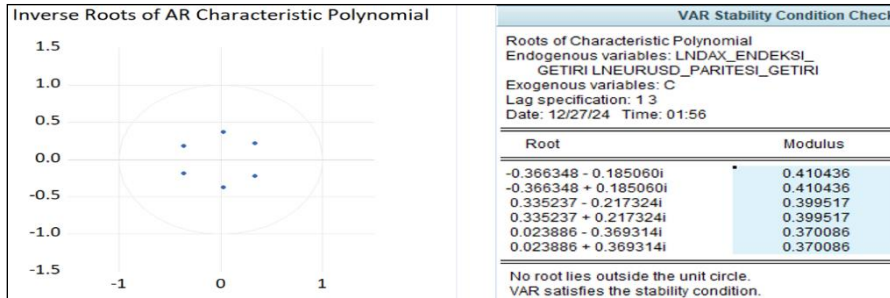 Inverse Roots of AR Characteristic Polynomial
1.5
1.0
0.5
0.0
-0.5
-1.0
-1.5
-1 0 1
VAR Stability Condition Chec
Roots of Characteristic Polynomial
Endogenous variables: LNDAX_ENDEKSI_
GETIRI LNEURUSD_PARITESI_GETIRI
Exogenous variables: C
Lag specification: 1 3
Date: 12/27/24 Time: 01:56
Root Modulus
-0.366348 - 0.185060i 0.410436
-0.366348 + 0.185060i 0.410436
0.335237 - 0.217324i 0.399517
0.335237 + 0.217324i 0.399517
0.023886 - 0.369314i 0.370086
0.023886 + 0.369314i 0.370086
No root lies outside the unit circle.
VAR satisfies the stability condition.